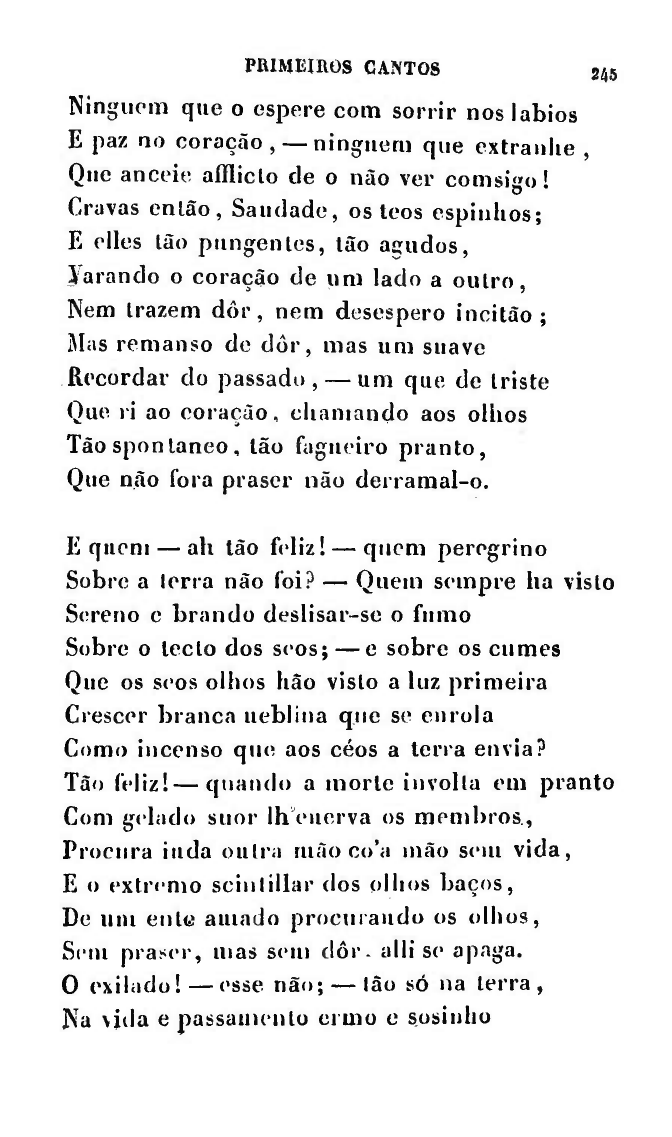 PRIMEIROS CANTOS 245
Ninguem que o espere com sorrir nos labios
E paz no coração, — ninguem que extranhe,
Que anceie afflicto de o não ver comsigo!
Cravas então, Saudade, os teos espinhos;
E elles tão pungentes, tão agudos,
Varando o coração de um lado a outro,
Nem trazem dôr, nem desespero incitão;
Mas remanso de dôr, mas um suave
Recordar do passado, — um que de triste
Que ri ao coração, chamando aos olhos
Tão spontaneo, tão fagueiro pranto,
Que não fora praser não derramal-o.
E quem — ah tão feliz! — quem peregrino
Sobre a terra não foi? — Quem sempre ha visto
Sereno e brando deslisar-se o fumo
Sobre o tecto dos seos; — e sobre os cumes
Que os seos olhos hão visto a luz primeira
Crescer branca neblina que se enrola
Como incenso que aos céos a terra envia?
Tão feliz! — quando a morte involta em pranto
Com gelado suor lh'enerva os membros,
Procura inda outra mão co'a mão sem vida,
E o extremo scintillar dos olhos baços,
De um ente amado procurando os olhos,
Sem praser, mas sem dôr. alli se apaga.
O exilado! — esse não; — tão só na terra,
Na vida e passamento ermo e sosinho